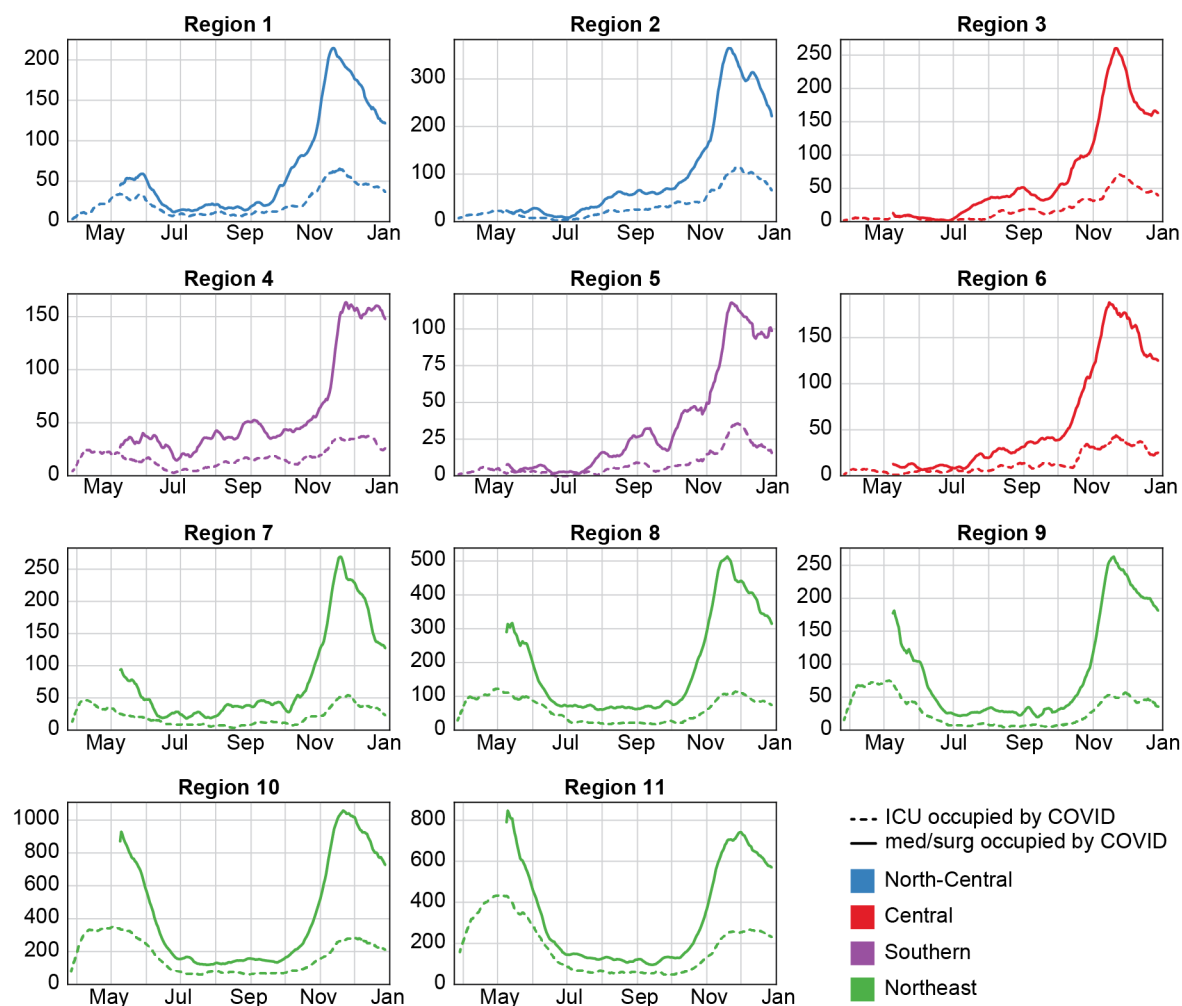 Region 1
Region 2
Region 3
200
150
100
50
0
May Jul Sep Nov Jan
300
200
100
0
May Jul Sep Nov Jan
250
200
150
100
50
0
May Jul Sep Nov Jan
Region 4
Region 5
Region 6
150
100
50
0
May Jul Sep Nov Jan
100
75
50
25
0
May Jul Sep Nov Jan
150
100
50
0
May Jul Sep Nov Jan
Region 7
Region 8
Region 9
250
200
150
100
50
0
May Jul Sep Nov Jan
500
400
300
200
100
0
May Jul Sep Nov Jan
250
200
150
100
50
0
May Jul Sep Nov Jan
Region 10
Region 11
1000
800
600
400
200
0
May Jul Sep Nov Jan
800
600
400
200
0
May Jul Sep Nov Jan
ICU occupied by COVID
med/surg occupied by COVID
North-Central
Central
Southern
Northeast